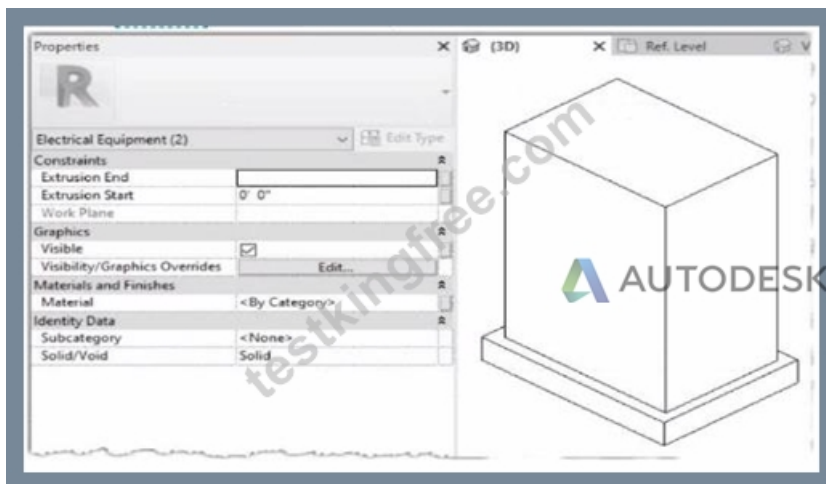 Properties
R
Electrical Equipment (2)
Edit Type
Constraints
Extrusion End
Extrusion Start 0' 0"
Work Plane
Graphics
Visible
Visibility/Graphics Overrides Edit...
Materials and Finishes
Material <By Category>
Identity Data
Subcategory <None>
Solid/Void Solid
{3D}
Ref. Level
V
AUTODESK
testkingfree.com